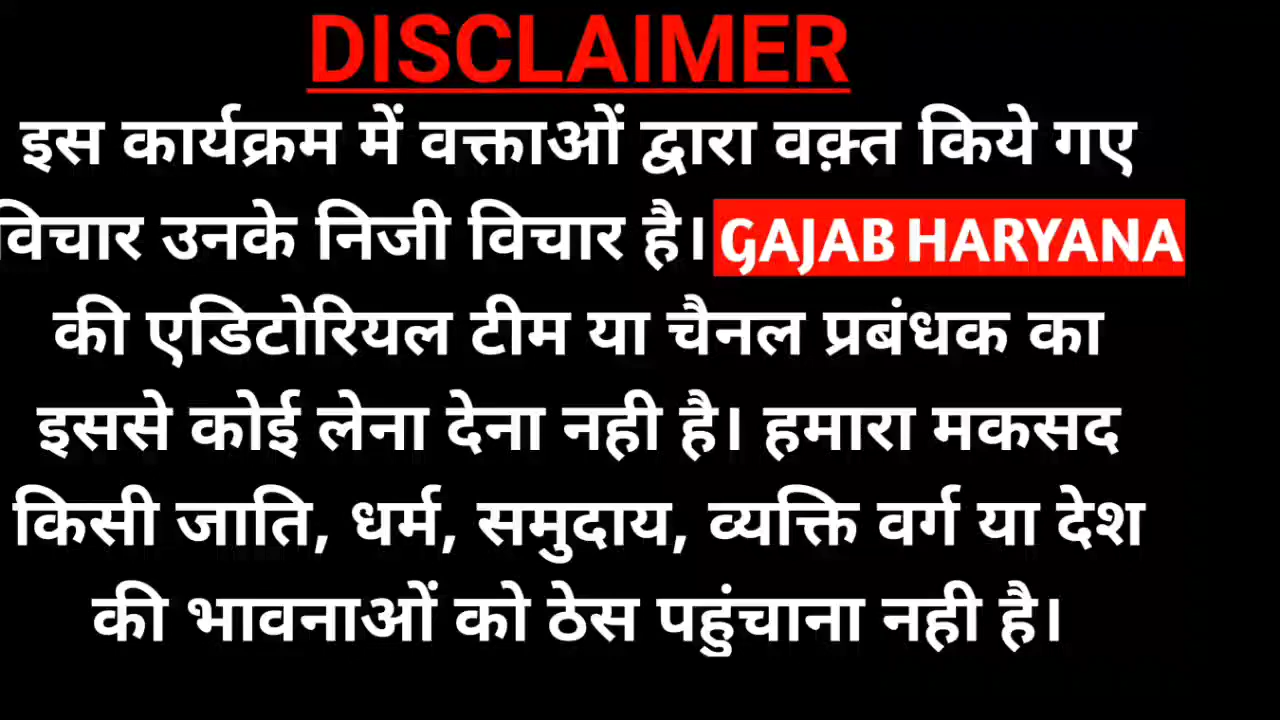 DISCLAIMER
इस कार्यक्रम में वक्ताओं द्वारा वक़्त किये गए
विचार उनके निजी विचार है। GAJAB HARYANA
की एडिटोरियल टीम या चैनल प्रबंधक का
इससे कोई लेना देना नही है। हमारा मकसद
किसी जाति, धर्म, समुदाय, व्यक्ति वर्ग या देश
की भावनाओं को ठेस पहुंचाना नही है।